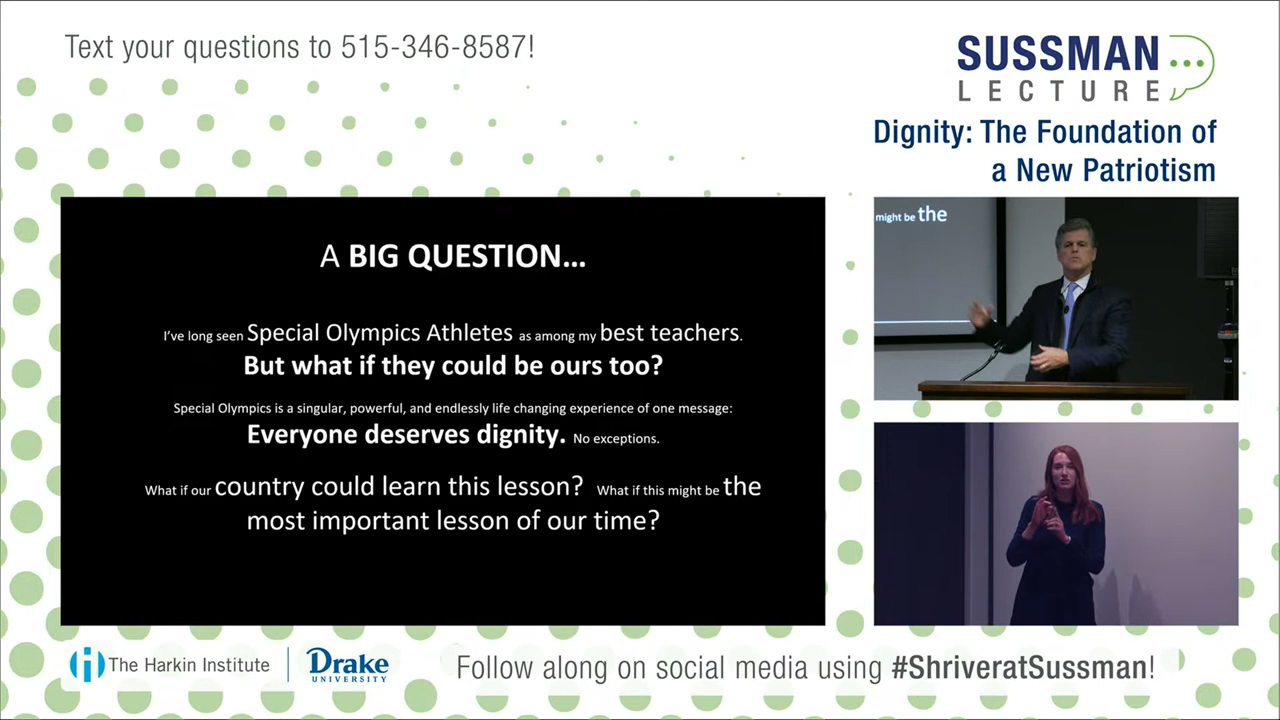 Text your questions to 515-346-8587!
SUSSMAN
LECTURE
Dignity: The Foundation of
a New Patriotism
A BIG QUESTION...
I've long seen Special Olympics Athletes as among my best teachers.
But what if they could be ours too?
Special Olympics is a singular, powerful, and endlessly life changing experience of one message:
Everyone deserves dignity. No exceptions.
What if our country could learn this lesson? What if this might be the
most important lesson of our time?
might be the
The Harkin Institute
Drake
UNIVERSITY
Follow along on social media using #ShriveratSussman!